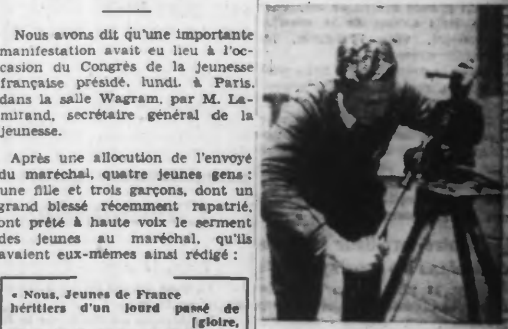 Nous avons dit qu'une importante
manifestation avait eu lieu à l'oc-
casion du Congrès de la jeunesse
française présidé, lundi, à Paris,
dans la salle Wagram, par M. La-
mirand, secrétaire général de la
jeunesse.
Après une allocution de l'envoyé
du maréchal, quatre jeunes gens :
une fille et trois garçons, dont un
grand blessé récemment rapatrié,
ont prêté à haute voix le serment
des jeunes au maréchal, qu'ils
avaient eux-mêmes ainsi rédigé :
« Nous, Jeunes de France
héritiers d'un lourd passé de
[gloire,